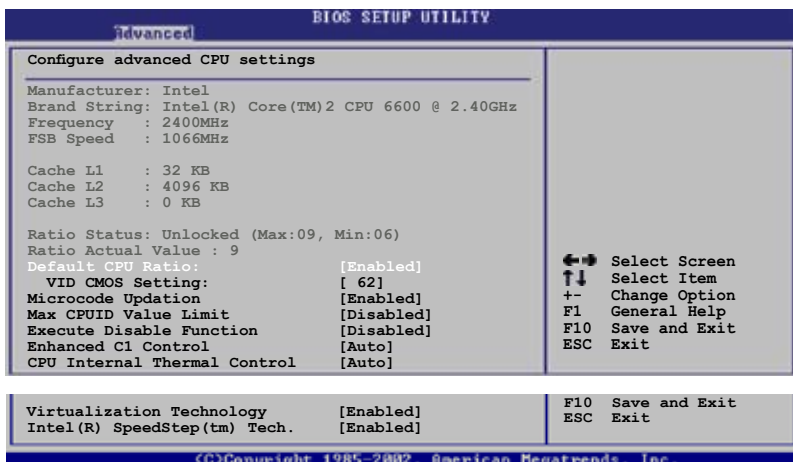 BIOS SETUP UTILITY
Advanced
Configure advanced CPU settings
Manufacturer: Intel
Brand String: Intel(R) Core(TM)2 CPU 6600 @ 2.40GHz
Frequency : 2400MHz
FSB Speed : 1066MHz
Cache L1 : 32 KB
Cache L2 : 4096 KB
Cache L3 : 0 KB
Ratio Status: Unlocked (Max:09, Min:06)
Ratio Actual Value : 9
Default CPU Ratio: [Enabled]
VID CMOS Setting: [ 62]
Microcode Updation [Enabled]
Max CPUID Value Limit [Disabled]
Execute Disable Function [Disabled]
Enhanced C1 Control [Auto]
CPU Internal Thermal Control [Auto]
←→ Select Screen
↑↓ Select Item
+- Change Option
F1 General Help
F10 Save and Exit
ESC Exit
Virtualization Technology [Enabled]
Intel(R) SpeedStep(tm) Tech. [Enabled]
F10 Save and Exit
ESC Exit
(C)Copyright 1985-2002, American Megatrends, Inc.